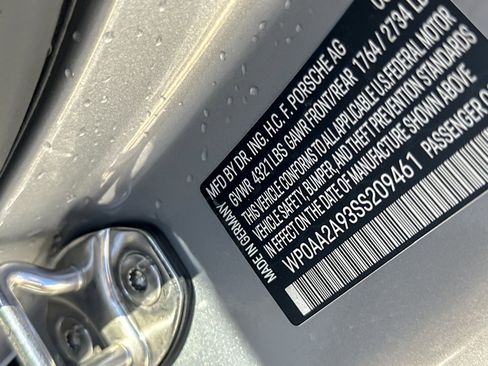 MFD BY DR. ING. H.C. F. PORSCHE AG
MADE IN GERMANY
GVWR 4321 LBS GAWR FRONT/REAR 1764 / 2734 LB
THIS VEHICLE CONFORMS TO ALL APPLICABLE US FEDERAL MOTOR
VEHICLE SAFETY, BUMPER, AND THEFT PREVENTION STANDARDS
IN EFFECT ON THE DATE OF MANUFACTURE SHOWN ABOVE
WP0AA2A93SS209461 PASSENGER